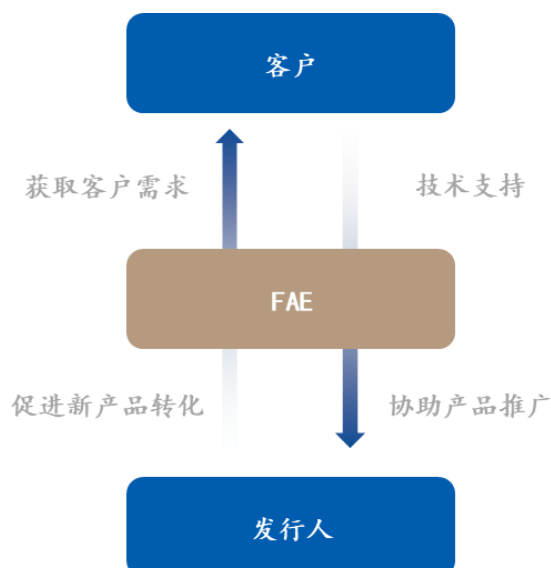 客户
获取客户需求
技术支持
FAE
促进新产品转化
协助产品推广
发行人